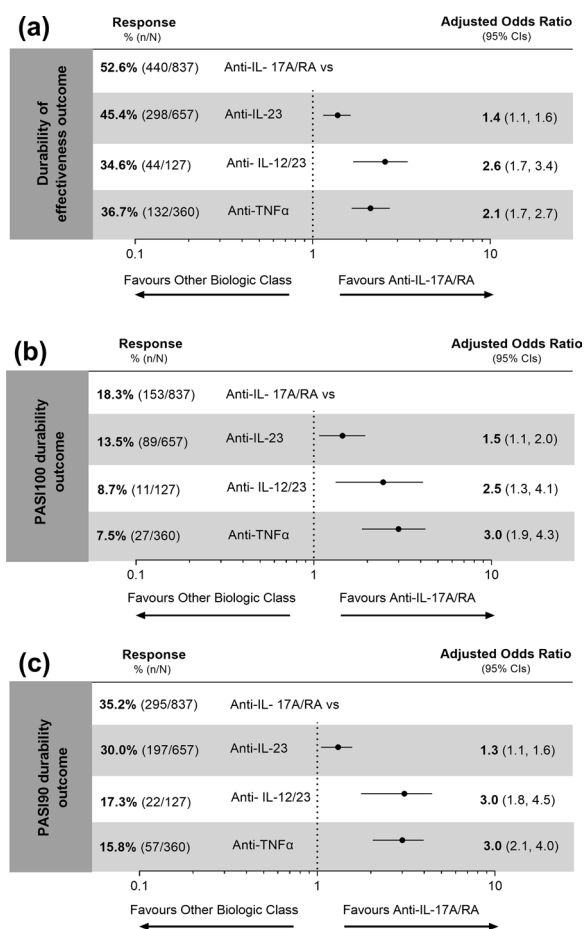 (a)
Response
% (n/N)
Adjusted Odds Ratio
(95% CIs)
Durability of
effectiveness outcome
52.6% (440/837) Anti-IL- 17A/RA vs
45.4% (298/657) Anti-IL-23 1.4 (1.1, 1.6)
34.6% (44/127) Anti- IL-12/23 2.6 (1.7, 3.4)
36.7% (132/360) Anti-TNFα 2.1 (1.7, 2.7)
0.1 1 10
Favours Other Biologic Class Favours Anti-IL-17A/RA
(b)
Response
% (n/N)
Adjusted Odds Ratio
(95% CIs)
PASI100 durability
outcome
18.3% (153/837) Anti-IL- 17A/RA vs
13.5% (89/657) Anti-IL-23 1.5 (1.1, 2.0)
8.7% (11/127) Anti- IL-12/23 2.5 (1.3, 4.1)
7.5% (27/360) Anti-TNFα 3.0 (1.9, 4.3)
0.1 1 10
Favours Other Biologic Class Favours Anti-IL-17A/RA
(c)
Response
% (n/N)
Adjusted Odds Ratio
(95% CIs)
PASI90 durability
outcome
35.2% (295/837) Anti-IL- 17A/RA vs
30.0% (197/657) Anti-IL-23 1.3 (1.1, 1.6)
17.3% (22/127) Anti- IL-12/23 3.0 (1.8, 4.5)
15.8% (57/360) Anti-TNFα 3.0 (2.1, 4.0)
0.1 1 10
Favours Other Biologic Class Favours Anti-IL-17A/RA